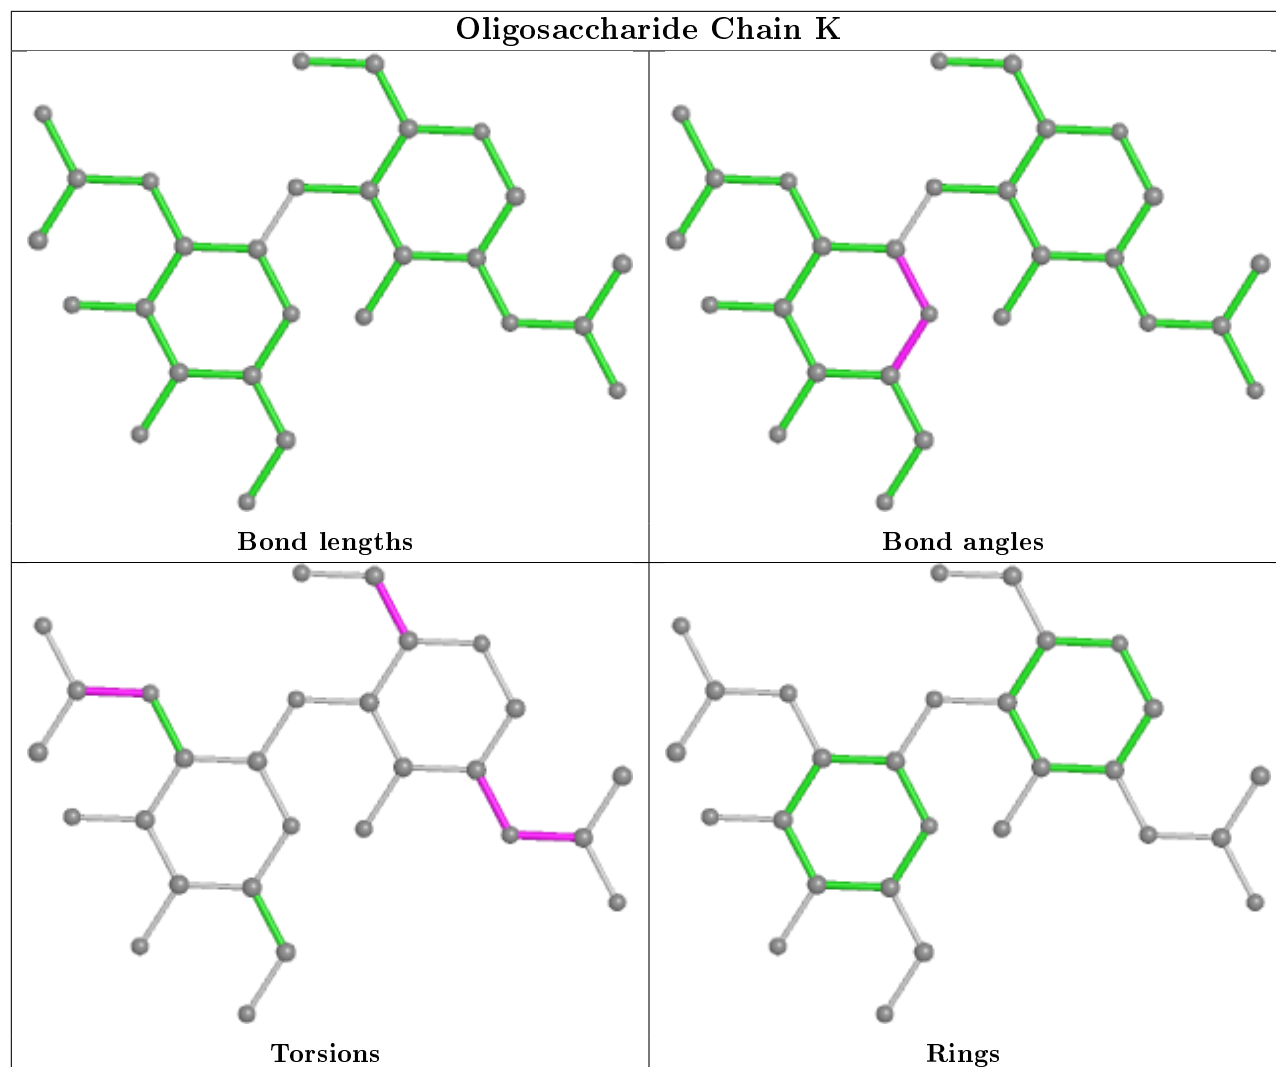 Oligosaccharide Chain K
Bond lengths
Bond angles
Torsions
Rings